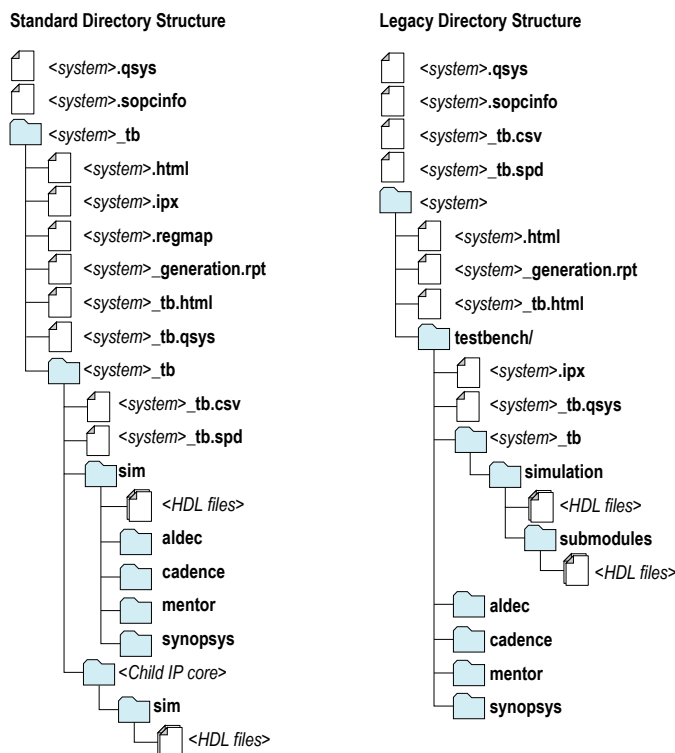 Standard Directory Structure
<system>.qsys
<system>.sopcinfo
<system>_tb
<system>.html
<system>.ipx
<system>.regmap
<system>_generation.rpt
<system>_tb.html
<system>_tb.qsys
<system>_tb
<system>_tb.csv
<system>_tb.spd
sim
<HDL files>
aldec
cadence
mentor
synopsys
<Child IP core>
sim
<HDL files>
Legacy Directory Structure
<system>.qsys
<system>.sopcinfo
<system>_tb.csv
<system>_tb.spd
<system>
<system>.html
<system>_generation.rpt
<system>_tb.html
testbench/
<system>.ipx
<system>_tb.qsys
<system>_tb
simulation
<HDL files>
submodules
<HDL files>
aldec
cadence
mentor
synopsys